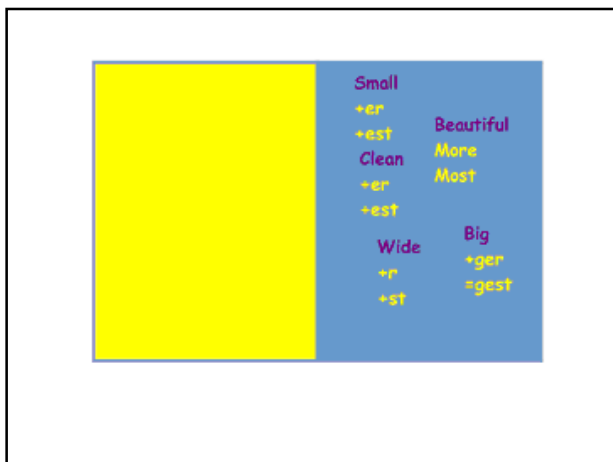 Small
+er
+est
Clean
+er
+est
Beautiful
More
Most
Wide
+r
+st
Big
+ger
=gest